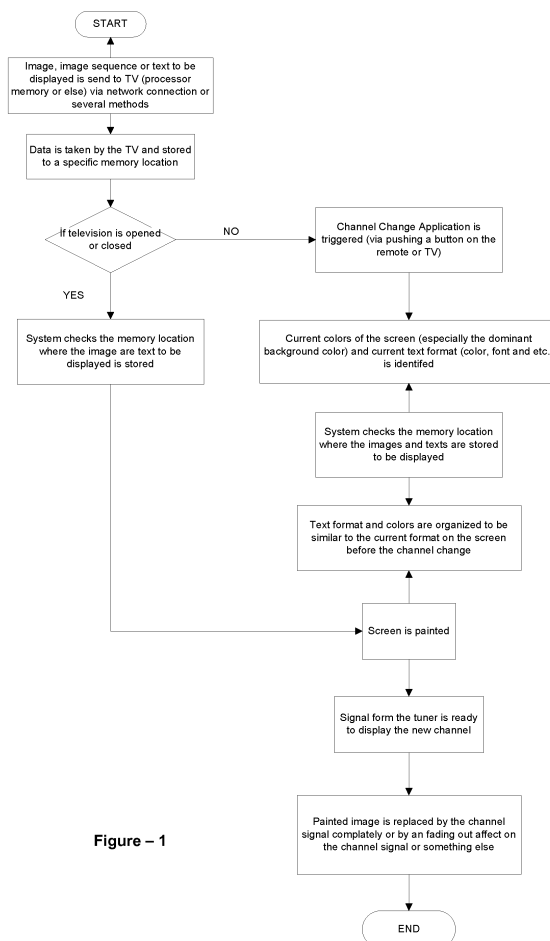 START
Image, image sequence or text to be
displayed is send to TV (processor
memory or else) via network connection or
several methods
Data is taken by the TV and stored
to a specific memory location
If television is opened
or closed
NO
Channel Change Application is
triggered (via pushing a button on the
remote or TV)
YES
System checks the memory location
where the image are text to be
displayed is stored
Current colors of the screen (especially the dominant
background color) and current text format (color, font and etc.
is identifed
System checks the memory location
where the images and texts are stored
to be displayed
Text format and colors are organized to be
similar to the current format on the screen
before the channel change
Screen is painted
Signal form the tuner is ready
to display the new channel
Painted image is replaced by the channel
signal complately or by an fading out affect on
the channel signal or something else
Figure – 1
END